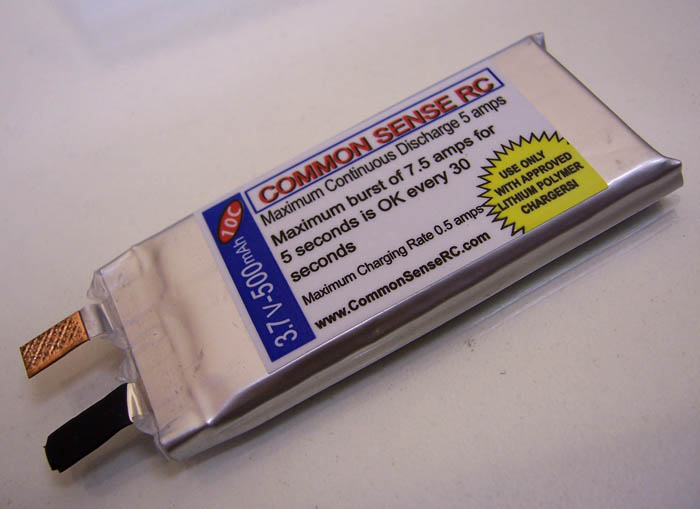 10C
3.7v-500mAh
COMMON SENSE RC
Maximum Continuous Discharge 5 amps
Maximum burst of 7.5 amps for
5 seconds is OK every 30
seconds
Maximum Charging Rate 0.5 amps
www.CommonSenseRC.com
USE ONLY
WITH APPROVED
LITHIUM POLYMER
CHARGERS!